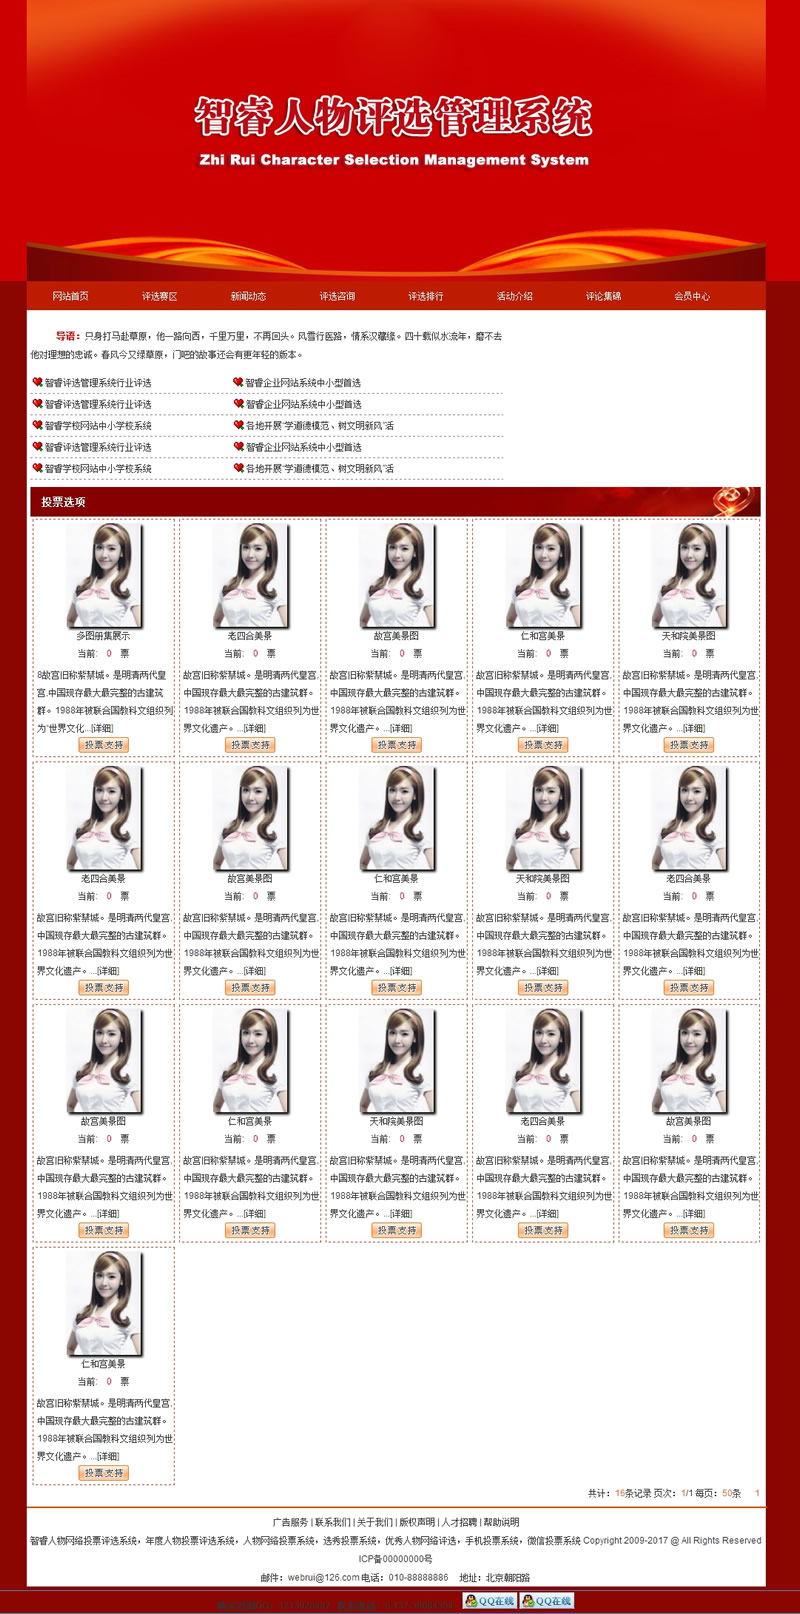 智睿人物评选管理系统
Zhi Rui Character Selection Management System
网站首页 评选赛区 新闻动态 评选咨询 评选排行 活动介绍 评论集锦 会员中心
导语：只身打马赴草原，他一路向西，千里万里，不再回头。风雪行医路，情系汉藏缘。四十载似水流年，磨不去
他对理想的忠诚。春风今又绿草原，门吧的故事还会有更年轻的版本。
智睿评选管理系统行业评选 智睿企业网站系统中小型首选
智睿评选管理系统行业评选 智睿企业网站系统中小型首选
智睿学校网站中小学校系统 各地开展“学道德模范、树文明新风”活
智睿评选管理系统行业评选 智睿企业网站系统中小型首选
智睿学校网站中小学校系统 各地开展“学道德模范、树文明新风”活
投票选项
多图册集展示 老四合美景 故宫美景图 仁和宫美景 天和院美景图
当前: 0 票 当前: 0 票 当前: 0 票 当前: 0 票 当前: 0 票
8故宫旧称紫禁城。是明清两代皇 故宫旧称紫禁城。是明清两代皇宫, 故宫旧称紫禁城。是明清两代皇宫, 故宫旧称紫禁城。是明清两代皇宫, 故宫旧称紫禁城。是明清两代皇宫,
宫,中国现存最大最完整的古建筑 中国现存最大最完整的古建筑群。 中国现存最大最完整的古建筑群。 中国现存最大最完整的古建筑群。 中国现存最大最完整的古建筑群。
群。1988年被联合国教科文组织列 1988年被联合国教科文组织列为世 1988年被联合国教科文组织列为世 1988年被联合国教科文组织列为世 1988年被联合国教科文组织列为世
为“世界文化...[详细] 界文化遗产。...[详细] 界文化遗产。...[详细] 界文化遗产。...[详细] 界文化遗产。...[详细]
投票支持 投票支持 投票支持 投票支持 投票支持
老四合美景 故宫美景图 仁和宫美景 天和院美景图 老四合美景
当前: 0 票 当前: 0 票 当前: 0 票 当前: 0 票 当前: 0 票
故宫旧称紫禁城。是明清两代皇宫, 故宫旧称紫禁城。是明清两代皇宫, 故宫旧称紫禁城。是明清两代皇宫, 故宫旧称紫禁城。是明清两代皇宫, 故宫旧称紫禁城。是明清两代皇宫,
中国现存最大最完整的古建筑群。 中国现存最大最完整的古建筑群。 中国现存最大最完整的古建筑群。 中国现存最大最完整的古建筑群。 中国现存最大最完整的古建筑群。
1988年被联合国教科文组织列为世 1988年被联合国教科文组织列为世 1988年被联合国教科文组织列为世 1988年被联合国教科文组织列为世 1988年被联合国教科文组织列为世
界文化遗产。...[详细] 界文化遗产。...[详细] 界文化遗产。...[详细] 界文化遗产。...[详细] 界文化遗产。...[详细]
投票支持 投票支持 投票支持 投票支持 投票支持
故宫美景图 仁和宫美景 天和院美景图 老四合美景 故宫美景图
当前: 0 票 当前: 0 票 当前: 0 票 当前: 0 票 当前: 0 票
故宫旧称紫禁城。是明清两代皇宫, 故宫旧称紫禁城。是明清两代皇宫, 故宫旧称紫禁城。是明清两代皇宫, 故宫旧称紫禁城。是明清两代皇宫, 故宫旧称紫禁城。是明清两代皇宫,
中国现存最大最完整的古建筑群。 中国现存最大最完整的古建筑群。 中国现存最大最完整的古建筑群。 中国现存最大最完整的古建筑群。 中国现存最大最完整的古建筑群。
1988年被联合国教科文组织列为世 1988年被联合国教科文组织列为世 1988年被联合国教科文组织列为世 1988年被联合国教科文组织列为世 1988年被联合国教科文组织列为世
界文化遗产。...[详细] 界文化遗产。...[详细] 界文化遗产。...[详细] 界文化遗产。...[详细] 界文化遗产。...[详细]
投票支持 投票支持 投票支持 投票支持 投票支持
仁和宫美景
当前: 0 票
故宫旧称紫禁城。是明清两代皇宫,
中国现存最大最完整的古建筑群。
1988年被联合国教科文组织列为世
界文化遗产。...[详细]
投票支持
共计：16条记录 页次：1/1 每页：50条 1
广告服务 | 联系我们 | 关于我们 | 版权声明 | 人才招聘 | 帮助说明
智睿人物网络投票评选系统，年度人物投票评选系统，人物网络投票系统，选秀投票系统，优秀人物网络评选，手机投票系统，微信投票系统 Copyright 2009-2017 @ All Rights Reserved
ICP备00000000号
邮件：webrui@126.com 电话：010-88888886 地址：北京朝阳路
QQ在线 QQ在线